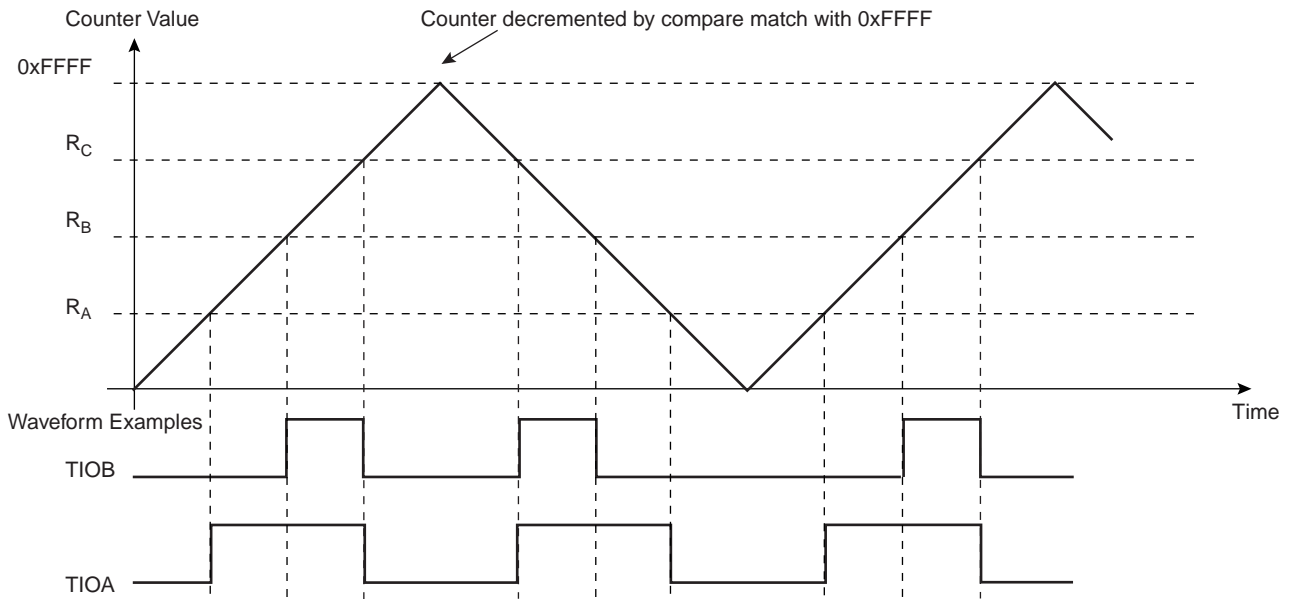 Counter Value
Counter decremented by compare match with 0xFFFF
0xFFFF
RC
RB
RA
Time
Waveform Examples
TIOB
TIOA